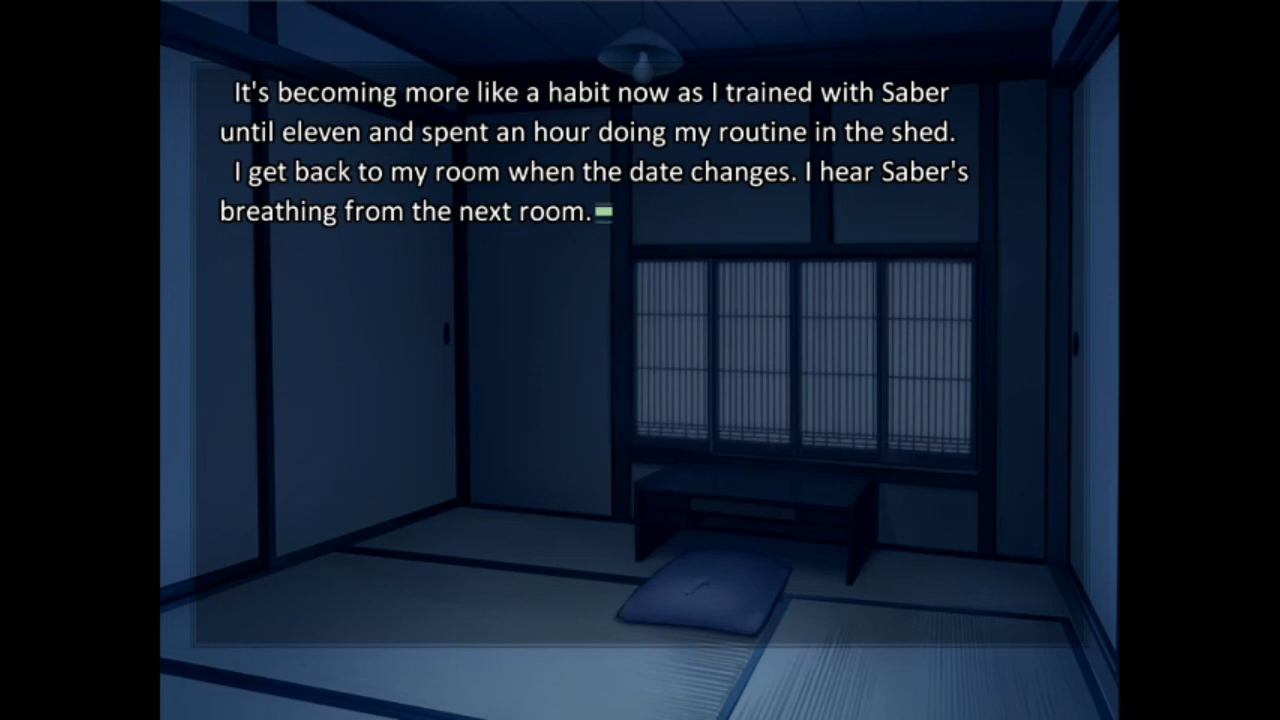 It's becoming more like a habit now as I trained with Saber
until eleven and spent an hour doing my routine in the shed.
I get back to my room when the date changes. I hear Saber's
breathing from the next room.